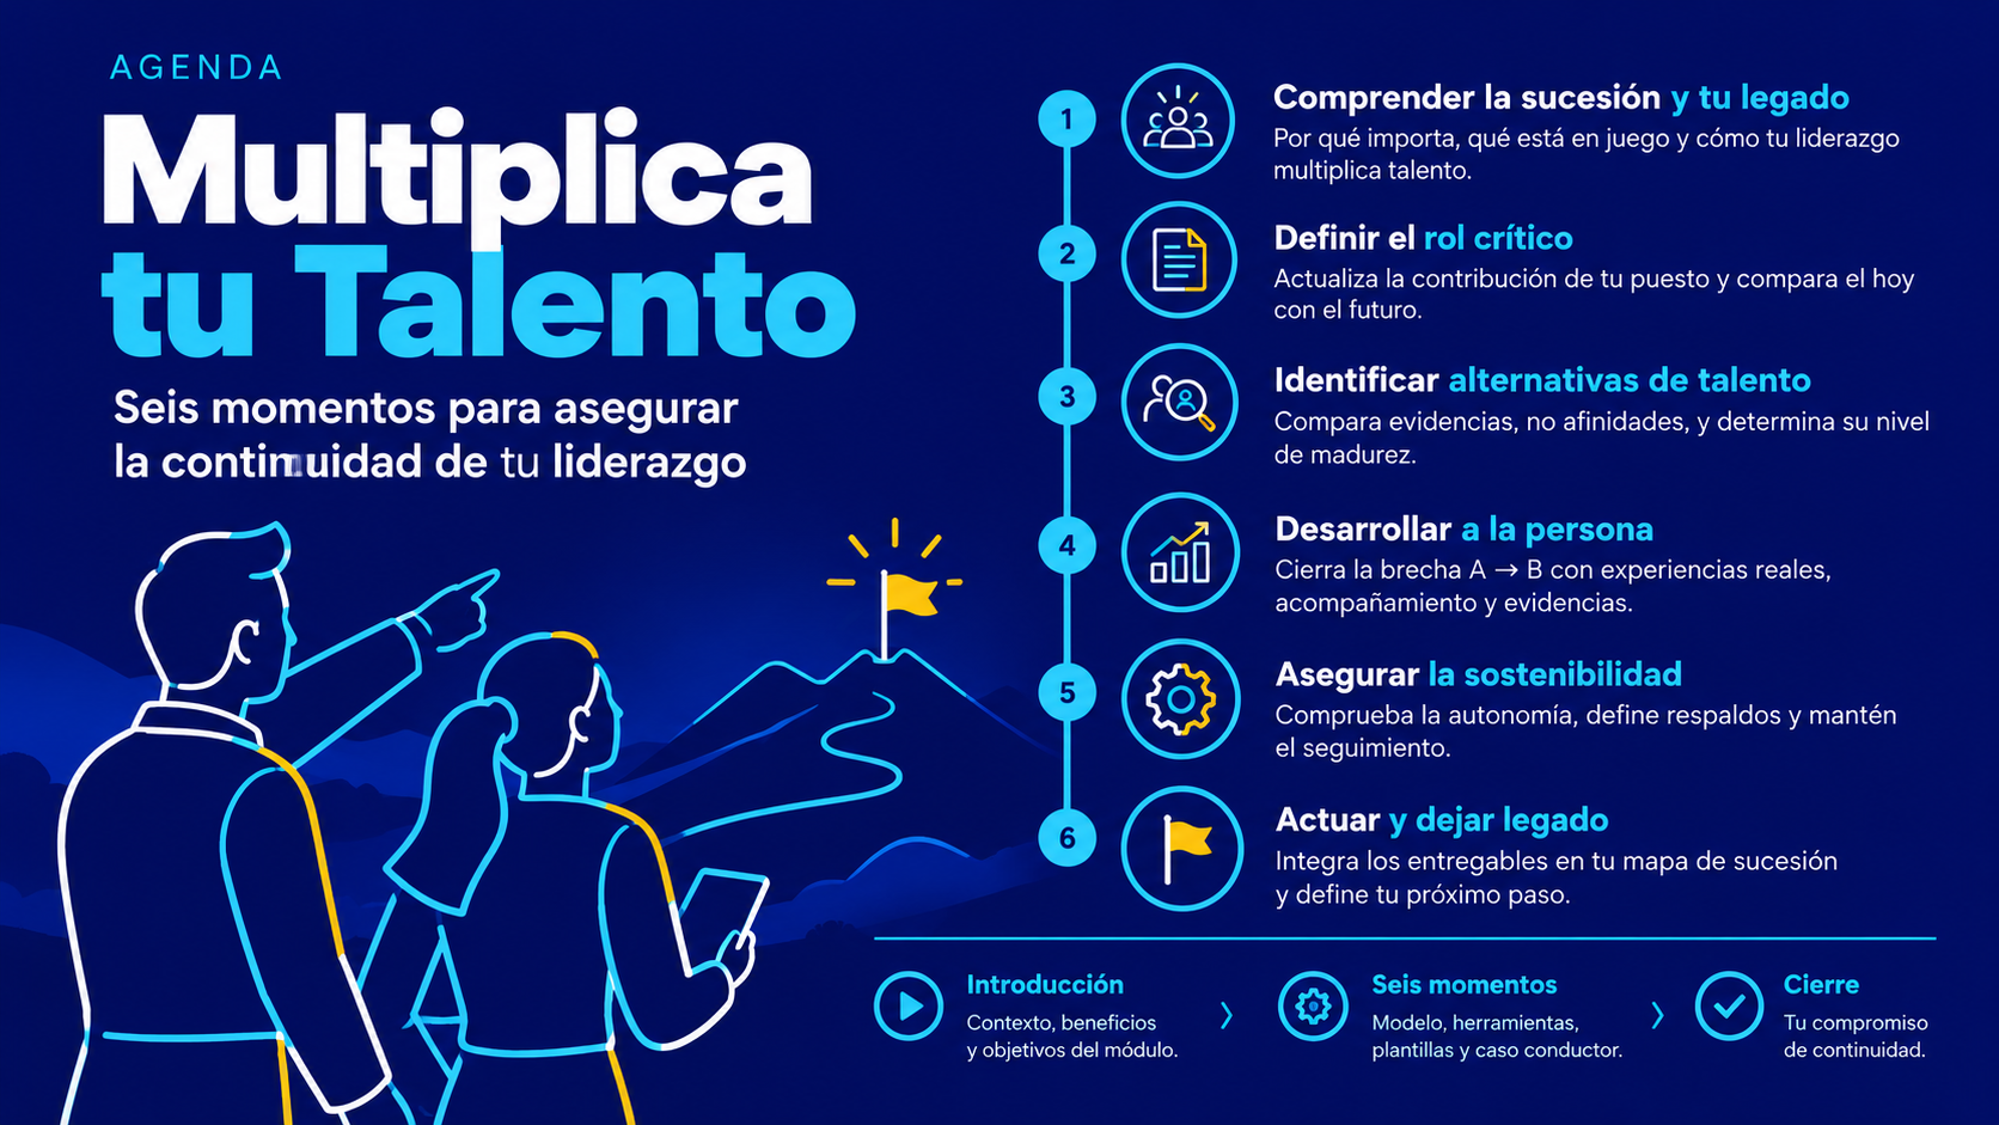 AGENDA
Multiplica
tu Talento
Seis momentos para asegurar
la continuidad de tu liderazgo
1
Comprender la sucesión y tu legado
Por qué importa, qué está en juego y cómo tu liderazgo
multiplica talento.
2
Definir el rol crítico
Actualiza la contribución de tu puesto y compara el hoy
con el futuro.
3
Identificar alternativas de talento
Compara evidencias, no afinidades, y determina su nivel
de madurez.
4
Desarrollar a la persona
Cierra la brecha A → B con experiencias reales,
acompañamiento y evidencias.
5
Asegurar la sostenibilidad
Comprueba la autonomía, define respaldos y mantén
el seguimiento.
6
Actuar y dejar legado
Integra los entregables en tu mapa de sucesión
y define tu próximo paso.
Introducción
Contexto, beneficios
y objetivos del módulo.
Seis momentos
Modelo, herramientas,
plantillas y caso conductor.
Cierre
Tu compromiso
de continuidad.